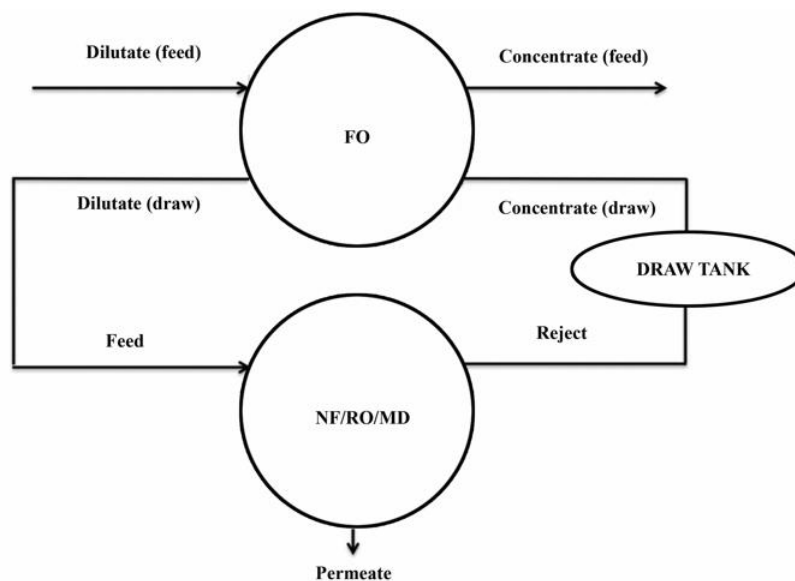 Dilutate (feed)
Concentrate (feed)
FO
Dilutate (draw)
Concentrate (draw)
DRAW TANK
Feed
Reject
NF/RO/MD
Permeate